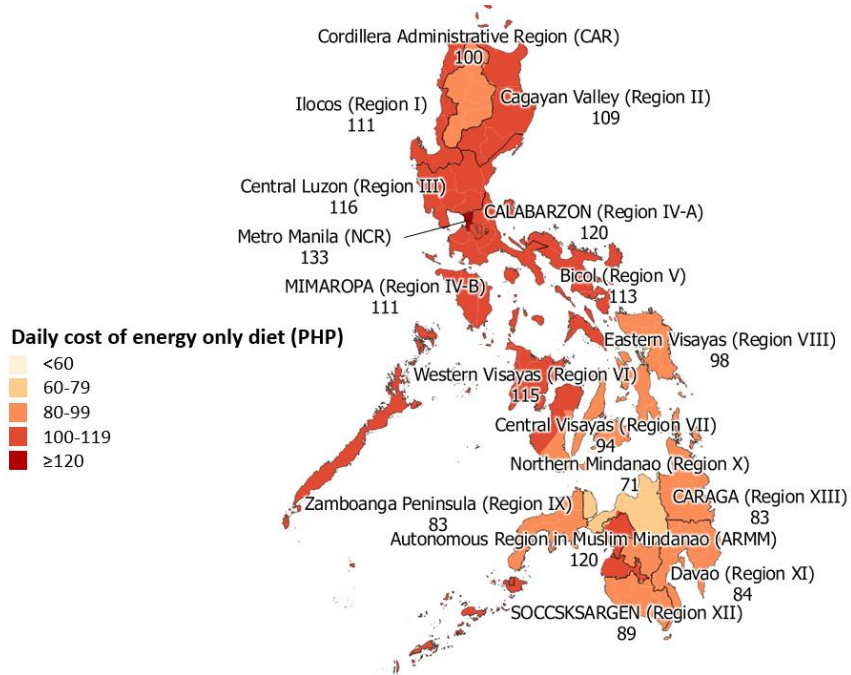 Cordillera Administrative Region (CAR)
100
Cagayan Valley (Region II)
109
Ilocos (Region I)
111
Central Luzon (Region III)
116
CALABARZON (Region IV-A)
120
Metro Manila (NCR)
133
Bicol (Region V)
113
MIMAROPA (Region IV-B)
111
Daily cost of energy only diet (PHP)
<60
60-79
80-99
100-119
≥120
Eastern Visayas (Region VIII)
98
Western Visayas (Region VI)
115
Central Visayas (Region VII)
94
Northern Mindanao (Region X)
71
Zamboanga Peninsula (Region IX)
83
CARAGA (Region XIII)
83
Autonomous Region in Muslim Mindanao (ARMM)
120
Davao (Region XI)
84
SOCCSKSARGEN (Region XII)
89